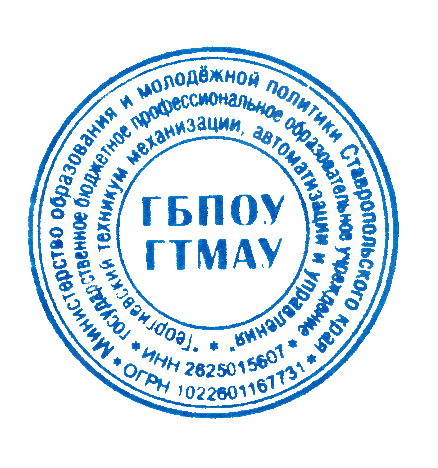 Министерство образования и молодёжной политики Ставропольского края *
ОГРН 1022601167731 *
Государственное бюджетное профессиональное образовательное учреждение *
ИНН 2625015607 *
"Георгиевский техникум механизации, автоматизации и управления" *
ГБПОУ
ГТМАУ